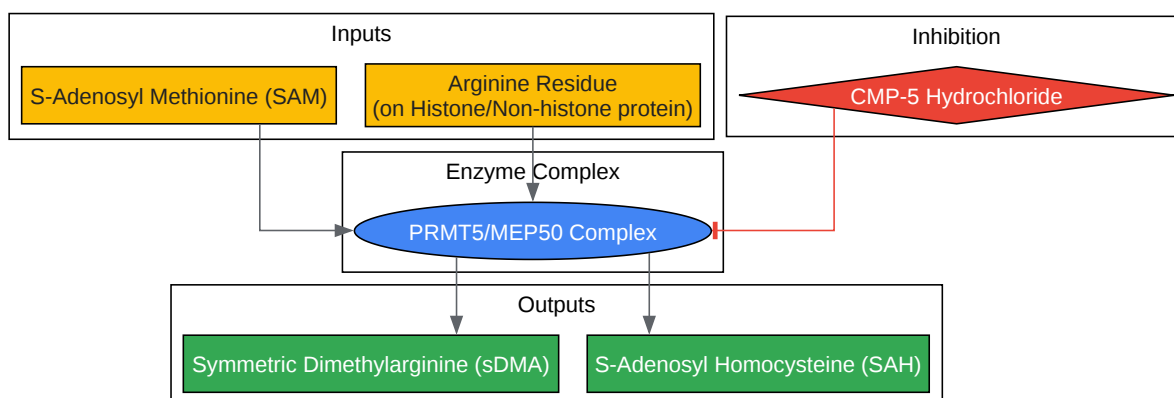 Inputs
S-Adenosyl Methionine (SAM)
Arginine Residue
(on Histone/Non-histone protein)
Inhibition
CMP-5 Hydrochloride
Enzyme Complex
PRMT5/MEP50 Complex
Outputs
Symmetric Dimethylarginine (sDMA)
S-Adenosyl Homocysteine (SAH)